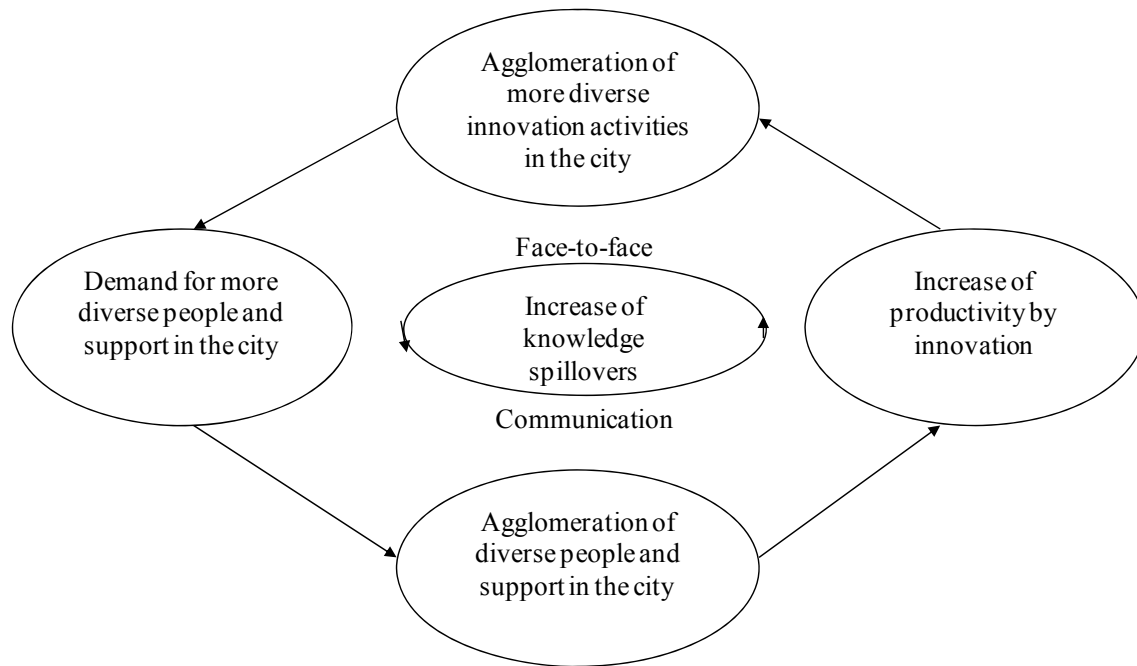 Agglomeration of
more diverse
innovation activities
in the city
Demand for more
diverse people and
support in the city
Face-to-face
Increase of
knowledge
spillovers
Communication
Increase of
productivity by
innovation
Agglomeration of
diverse people and
support in the city